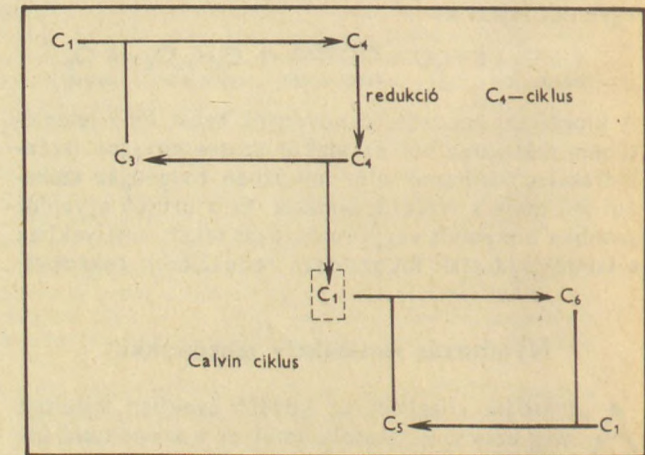 C₁ C₄
redukció C₄—ciklus
C₃ C₄
C₁ C₆
Calvin ciklus
C₅ C₁